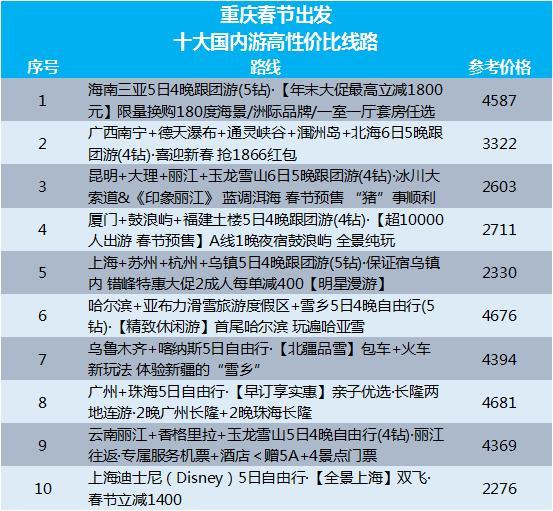 重庆春节出发
十大国内游高性价比线路
序号 路线 参考价格
1 海南三亚5日4晚跟团游(5钻)·【年末大促最高立减1800
元】限量换购180度海景/洲际品牌/一室一厅套房任选 4587
2 广西南宁+德天瀑布+通灵峡谷+涠洲岛+北海6日5晚跟
团游(4钻)·喜迎新春 抢1866红包 3322
3 昆明+大理+丽江+玉龙雪山6日5晚跟团游(4钻)·冰川大
索道&《印象丽江》 蓝调洱海 春节预售 “猪”事顺利 2603
4 厦门+鼓浪屿+福建土楼5日4晚跟团游(4钻)·【超10000
人出游 春节预售】A线1晚夜宿鼓浪屿 全景纯玩 2711
5 上海+苏州+杭州+乌镇5日4晚跟团游(5钻)·保证宿乌镇
内 错峰特惠大促2成人每单减400【明星漫游】 2330
6 哈尔滨+亚布力滑雪旅游度假区+雪乡5日4晚自由行(5
钻)·【精致休闲游】首尾哈尔滨 玩遍哈亚雪 4676
7 乌鲁木齐+喀纳斯5日自由行·【北疆品雪】包车+火车
新玩法 体验新疆的“雪乡” 4394
8 广州+珠海5日自由行·【早订享实惠】亲子优选·长隆两
地连游·2晚广州长隆+2晚珠海长隆 4681
9 云南丽江+香格里拉+玉龙雪山5日4晚自由行(4钻)·丽江
往返·专属服务机票+酒店＜赠5A+4景点门票 4369
10 上海迪士尼（Disney）5日自由行·【全景上海】双飞·
春节立减1400 2276